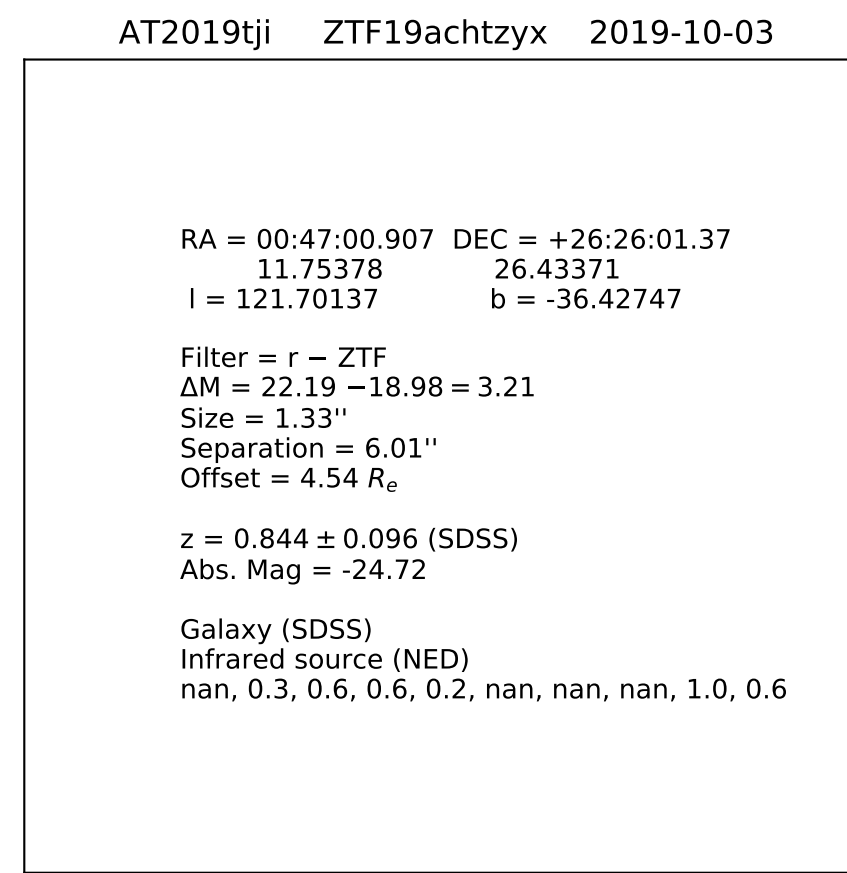 AT2019tji ZTF19achtzyx 2019-10-03
RA = 00:47:00.907 DEC = +26:26:01.37
11.75378 26.43371
l = 121.70137 b = -36.42747
Filter = r − ZTF
ΔM = 22.19 −18.98 = 3.21
Size = 1.33''
Separation = 6.01''
Offset = 4.54 Re
z = 0.844 ± 0.096 (SDSS)
Abs. Mag = -24.72
Galaxy (SDSS)
Infrared source (NED)
nan, 0.3, 0.6, 0.6, 0.2, nan, nan, nan, 1.0, 0.6